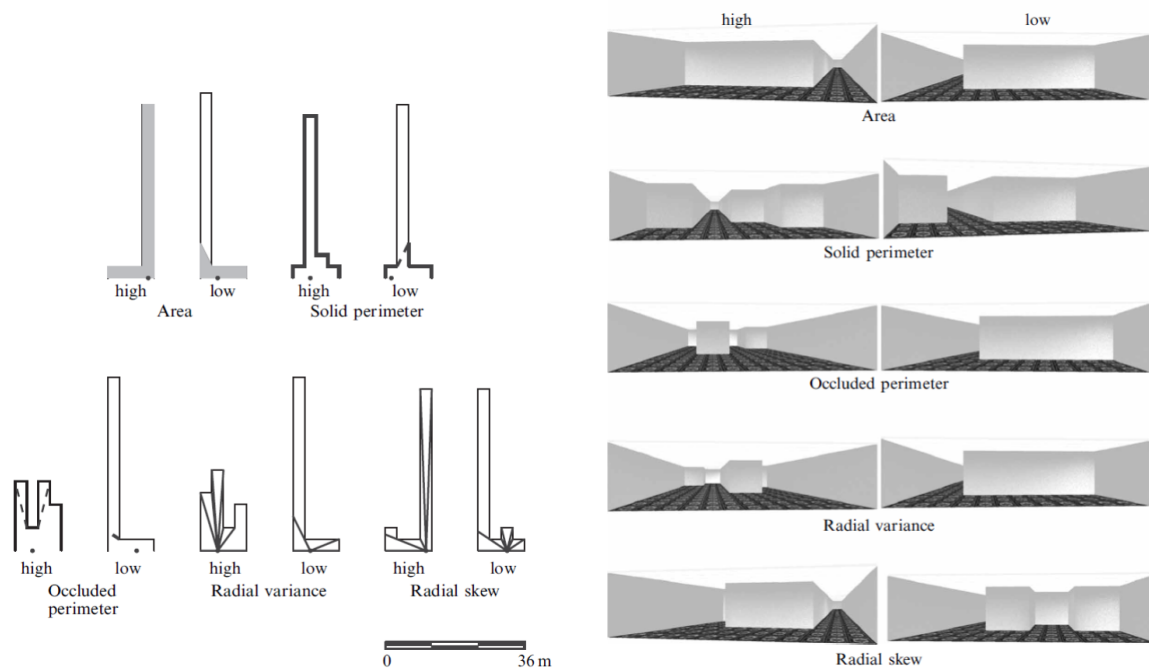 high low
high low high low
Area Solid perimeter
high low high low high low
Occluded perimeter Radial variance Radial skew
0 36 m
Area
Solid perimeter
Occluded perimeter
Radial variance
Radial skew